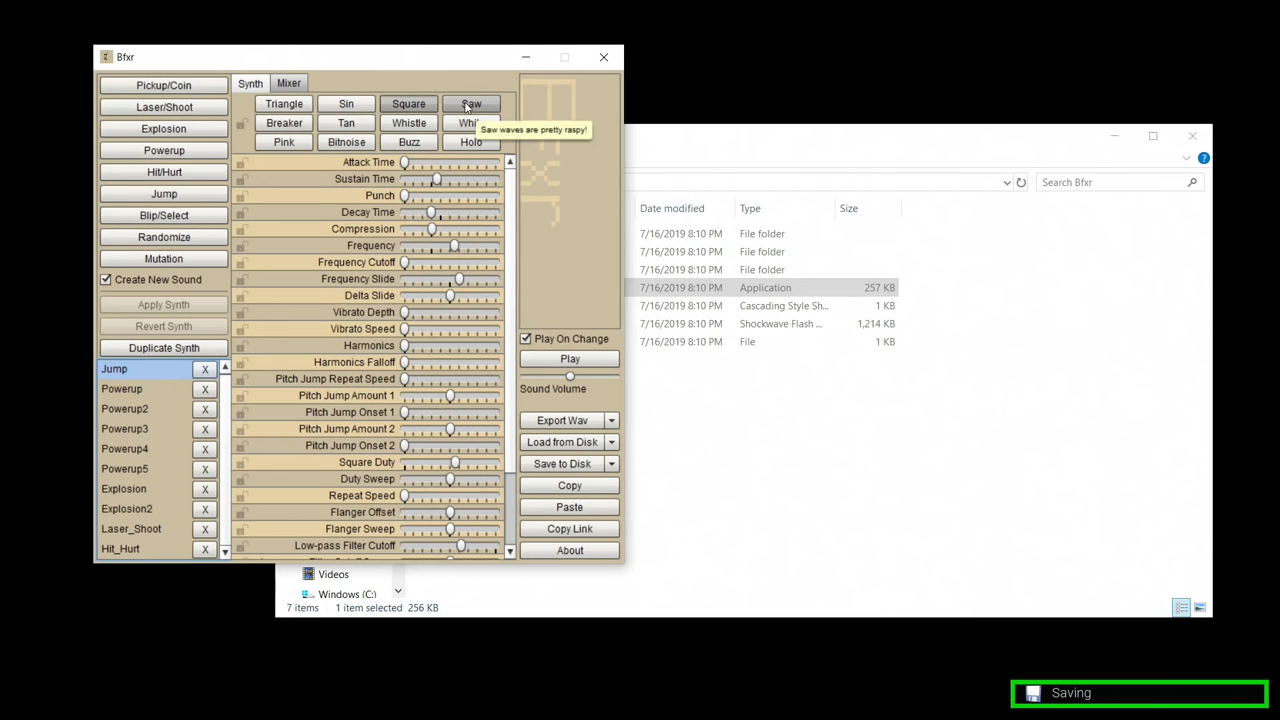 Bfxr
Pickup/Coin
Laser/Shoot
Explosion
Powerup
Hit/Hurt
Jump
Blip/Select
Randomize
Mutation
Create New Sound
Apply Synth
Revert Synth
Duplicate Synth
Jump X
Powerup X
Powerup2 X
Powerup3 X
Powerup4 X
Powerup5 X
Explosion X
Explosion2 X
Laser_Shoot X
Hit_Hurt X
Synth Mixer
Triangle Sin Square Saw
Breaker Tan Whistle
Saw waves are pretty raspy!
Pink Bitnoise Buzz Holo
Attack Time
Sustain Time
Punch
Decay Time
Compression
Frequency
Frequency Cutoff
Frequency Slide
Delta Slide
Vibrato Depth
Vibrato Speed
Harmonics
Harmonics Falloff
Pitch Jump Repeat Speed
Pitch Jump Amount 1
Pitch Jump Onset 1
Pitch Jump Amount 2
Pitch Jump Onset 2
Square Duty
Duty Sweep
Repeat Speed
Flanger Offset
Flanger Sweep
Low-pass Filter Cutoff
Bfxr
Play On Change
Play
Sound Volume
Export Wav
Load from Disk
Save to Disk
Copy
Paste
Copy Link
About
Search Bfxr
Date modified Type Size
7/16/2019 8:10 PM File folder
7/16/2019 8:10 PM File folder
7/16/2019 8:10 PM File folder
7/16/2019 8:10 PM Application 257 KB
7/16/2019 8:10 PM Cascading Style Sh... 1 KB
7/16/2019 8:10 PM Shockwave Flash ... 1,214 KB
7/16/2019 8:10 PM File 1 KB
Videos
Windows (C:)
7 items 1 item selected 256 KB
Saving